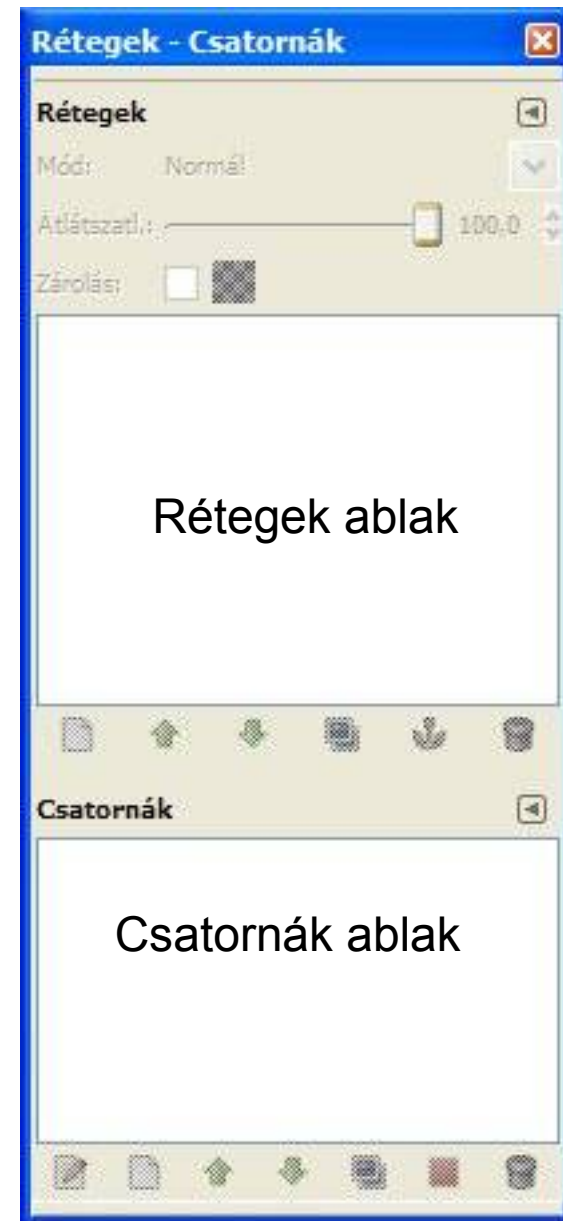 Rétegek - Csatornák
Rétegek
Mód: Normál
Átlátszatl.: 100.0
Zárolás:
Rétegek ablak
Csatornák
Csatornák ablak